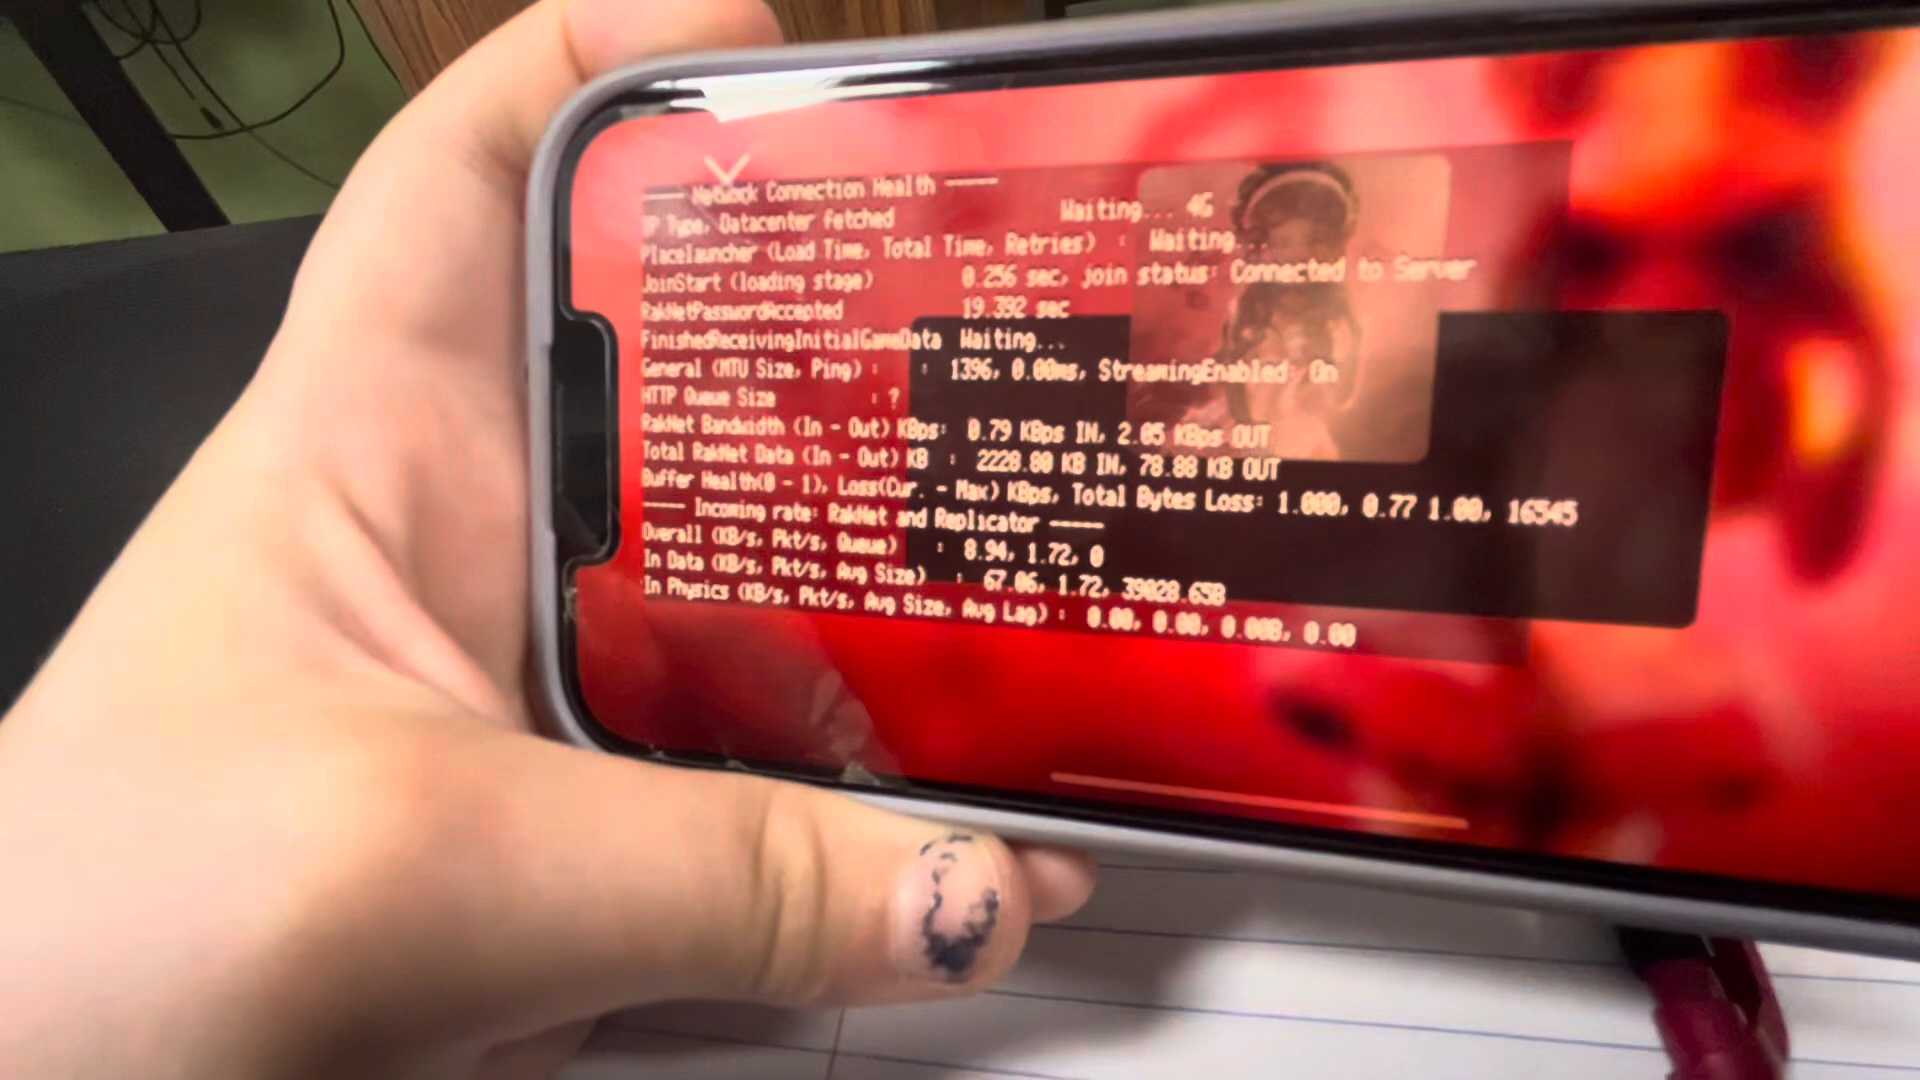 ---- Network Connection Health ----
IP Type, Datacenter fetched Waiting... 4G
Placelauncher (Load Time, Total Time, Retries) : Waiting...
JoinStart (loading stage) 0.256 sec, join status: Connected to Server
RakNetPasswordAccepted 19.392 sec
FinishedReceivingInitialGameData Waiting...
General (MTU Size, Ping) : : 1396, 0.00ms, StreamingEnabled: On
HTTP Queue Size : ?
RakNet Bandwidth (In - Out) KBps: 0.79 KBps IN, 2.05 KBps OUT
Total RakNet Data (In - Out) KB : 2228.80 KB IN, 78.88 KB OUT
Buffer Health(0 - 1), Loss(Cur. - Max) KBps, Total Bytes Loss: 1.000, 0.77 1.00, 16545
---- Incoming rate: RakNet and Replicator ----
Overall (KB/s, Pkt/s, Queue) : 8.94, 1.72, 0
In Data (KB/s, Pkt/s, Avg Size) : 67.06, 1.72, 39028.65B
In Physics (KB/s, Pkt/s, Avg Size, Avg Lag) : 0.00, 0.00, 0.00B, 0.00